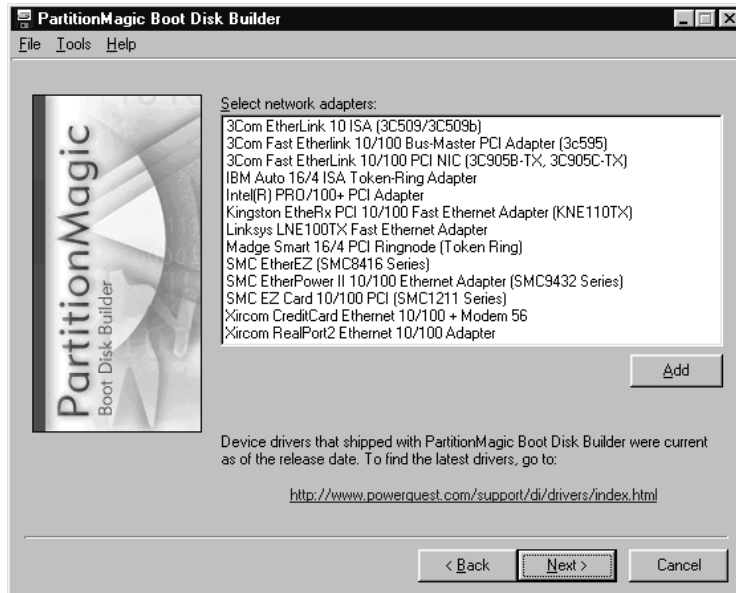 PartitionMagic Boot Disk Builder
File Tools Help
PartitionMagic
Boot Disk Builder
Select network adapters:
3Com EtherLink 10 ISA (3C509/3C509b)
3Com Fast Etherlink 10/100 Bus-Master PCI Adapter (3c595)
3Com Fast EtherLink 10/100 PCI NIC (3C905B-TX, 3C905C-TX)
IBM Auto 16/4 ISA Token-Ring Adapter
Intel(R) PRO/100+ PCI Adapter
Kingston EtheRx PCI 10/100 Fast Ethernet Adapter (KNE110TX)
Linksys LNE100TX Fast Ethernet Adapter
Madge Smart 16/4 PCI Ringnode (Token Ring)
SMC EtherEZ (SMC8416 Series)
SMC EtherPower II 10/100 Ethernet Adapter (SMC9432 Series)
SMC EZ Card 10/100 PCI (SMC1211 Series)
Xircom CreditCard Ethernet 10/100 + Modem 56
Xircom RealPort2 Ethernet 10/100 Adapter
Add
Device drivers that shipped with PartitionMagic Boot Disk Builder were current
as of the release date. To find the latest drivers, go to:
http://www.powerquest.com/support/di/drivers/index.html
< Back Next > Cancel